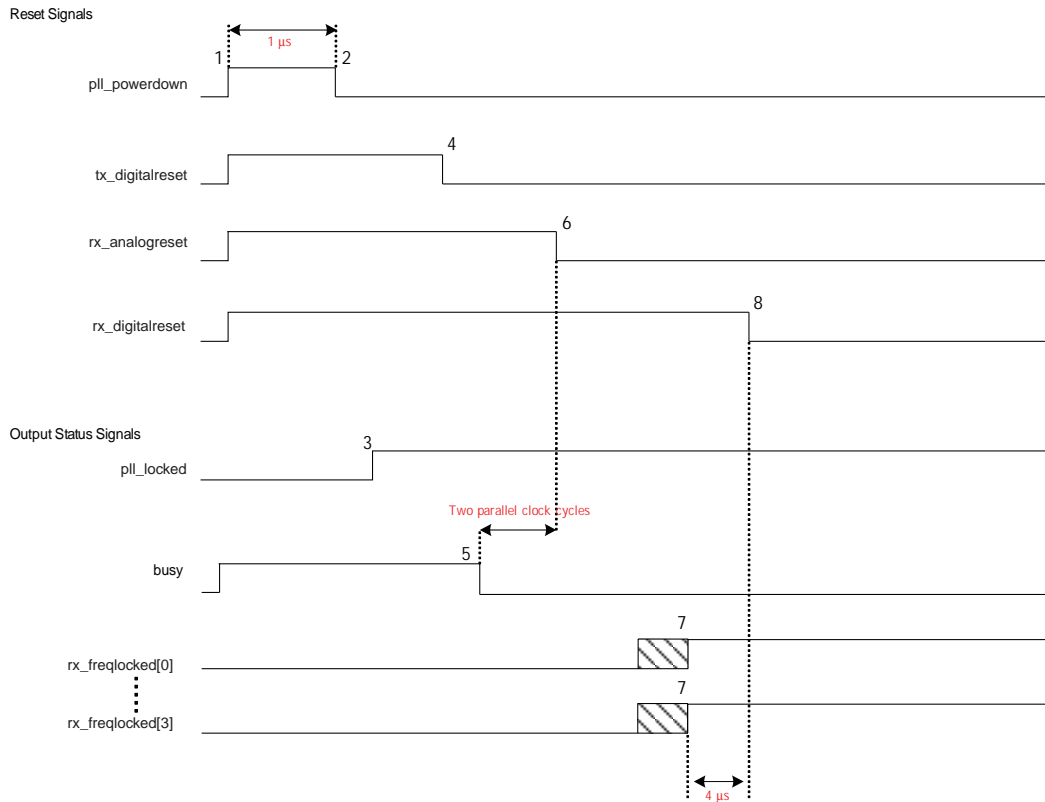 Reset Signals
1 μs
1
2
pll_powerdown
4
tx_digitalreset
6
rx_analogreset
8
rx_digitalreset
Output Status Signals
3
pll_locked
Two parallel clock cycles
5
busy
7
rx_freqlocked[0]
7
rx_freqlocked[3]
4 μs